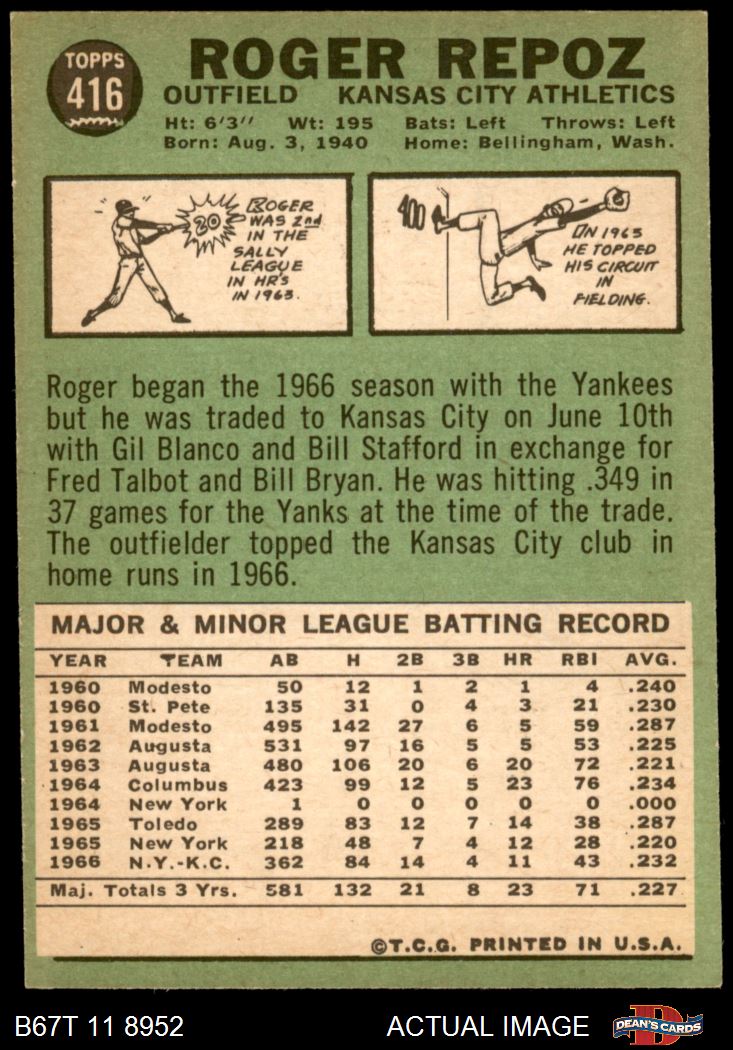 TOPPS
416
ROGER REPOZ
OUTFIELD KANSAS CITY ATHLETICS
Ht: 6'3" Wt: 195 Bats: Left Throws: Left
Born: Aug. 3, 1940 Home: Bellingham, Wash.
20
ROGER
WAS 2nd
IN THE
SALLY
LEAGUE
IN HR'S
IN 1963.
400
IN 1963
HE TOPPED
HIS CIRCUIT
IN
FIELDING.
Roger began the 1966 season with the Yankees
but he was traded to Kansas City on June 10th
with Gil Blanco and Bill Stafford in exchange for
Fred Talbot and Bill Bryan. He was hitting .349 in
37 games for the Yanks at the time of the trade.
The outfielder topped the Kansas City club in
home runs in 1966.
MAJOR & MINOR LEAGUE BATTING RECORD
YEAR TEAM AB H 2B 3B HR RBI AVG.
1960 Modesto 50 12 1 2 1 4 .240
1960 St. Pete 135 31 0 4 3 21 .230
1961 Modesto 495 142 27 6 5 59 .287
1962 Augusta 531 97 16 5 5 53 .225
1963 Augusta 480 106 20 6 20 72 .221
1964 Columbus 423 99 12 5 23 76 .234
1964 New York 1 0 0 0 0 0 .000
1965 Toledo 289 83 12 7 14 38 .287
1965 New York 218 48 7 4 12 28 .220
1966 N.Y.-K.C. 362 84 14 4 11 43 .232
Maj. Totals 3 Yrs. 581 132 21 8 23 71 .227
©T.C.G. PRINTED IN U.S.A.
B67T 11 8952 ACTUAL IMAGE
D
DEAN'S CARDS